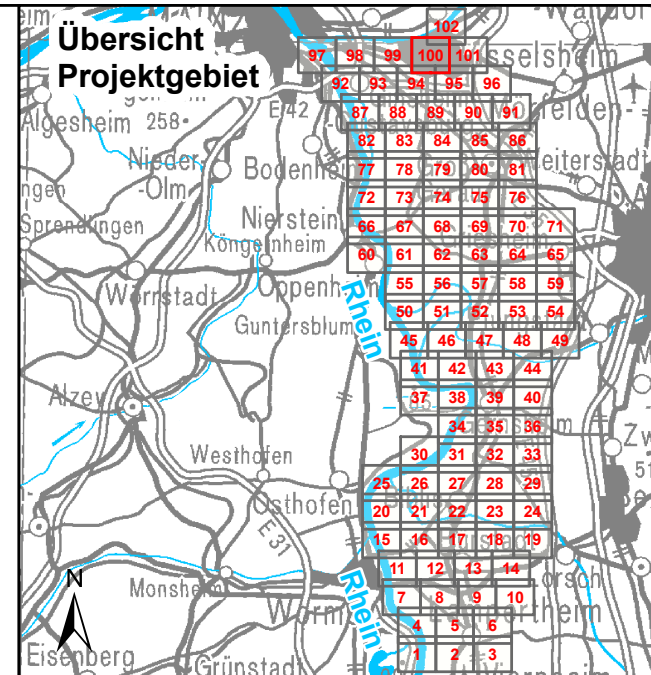 Übersicht
Projektgebiet
102
97 98 99 100 101
sselsheim
92 93 94 95 96
87 88 89 90 91
Algesheim 258
82 83 84 85 86
Nieder-
-Olm
Bodenheim
77 78 79 80 81
eiterstadt
72 73 74 75 76
Nierstein
Sprendlingen
66 67 68 69 70 71
Köngernheim
60 61 62 63 64 65
Oppenheim
55 56 57 58 59
Wörrstadt
Rhein
50 51 52 53 54
Guntersblum
45 46 47 48 49
41 42 43 44
Alzey
37 38 39 40
34 35 36
Westhofen
30 31 32 33
25 26 27 28 29
Osthofen
20 21 22 23 24
E 31
15 16 17 18 19
11 12 13 14
orsch
N
Monsheim
Rhein
7 8 9 10
Worms
4 5 6
Eisenberg
Grünstadt
1 2 3